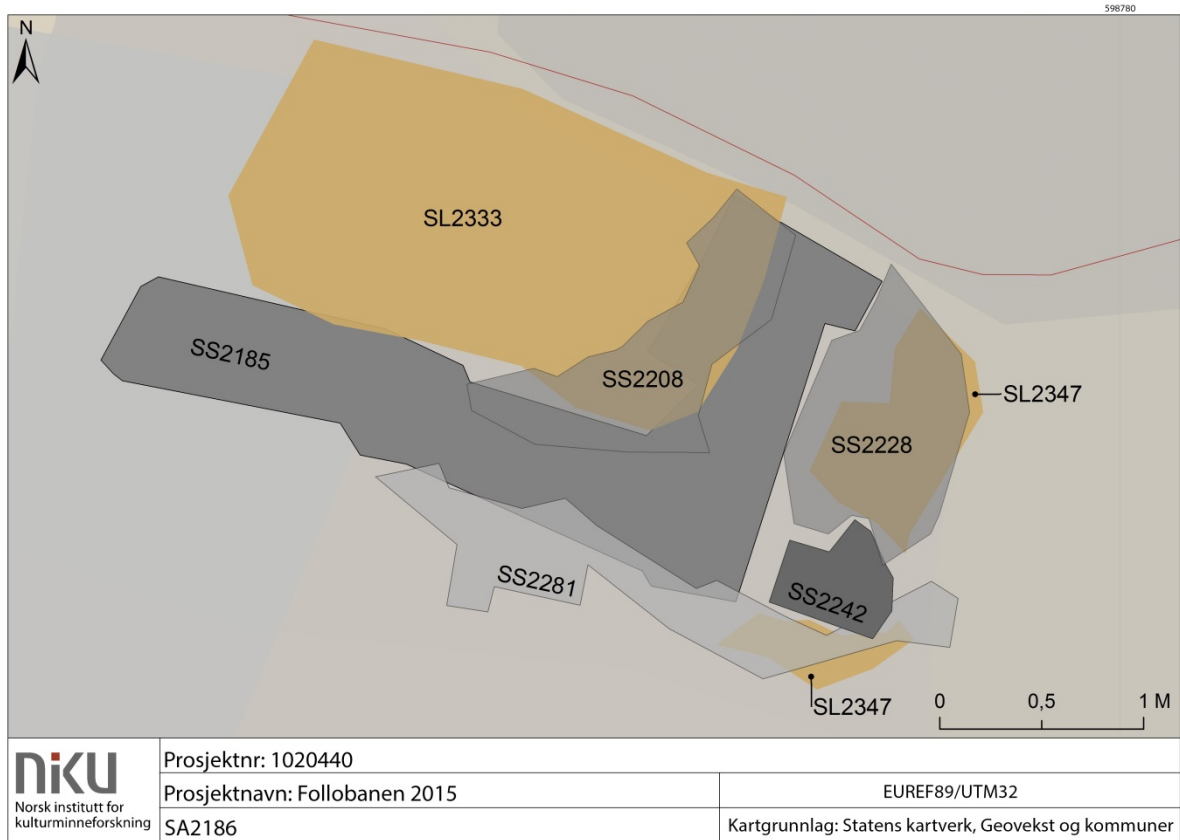 598780
N
SL2333
SS2185
SS2208
SL2347
SS2228
SS2281
SS2242
SL2347
0 0,5 1 M
niku
Norsk institutt for
kulturminneforskning
Prosjektnr: 1020440
Prosjektnavn: Follobanen 2015
EUREF89/UTM32
SA2186
Kartgrunnlag: Statens kartverk, Geovekst og kommuner